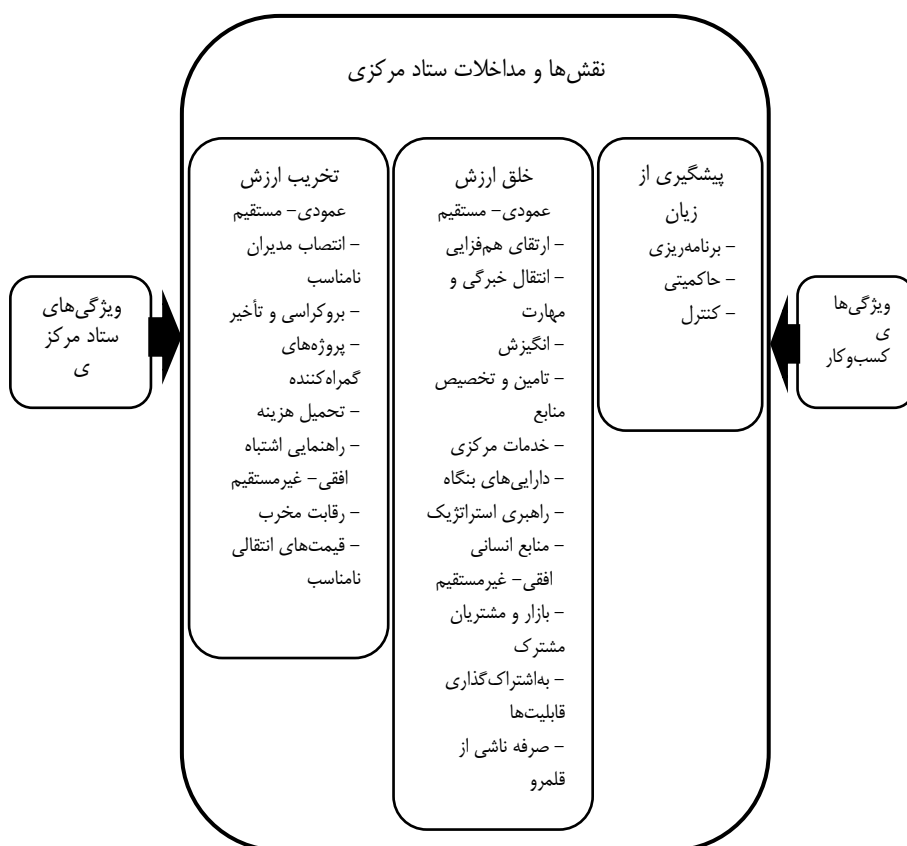 نقش‌ها و مداخلات ستاد مرکزی
پیشگیری از
زیان
- برنامه‌ریزی
- حاکمیتی
- کنترل
خلق ارزش
عمودی- مستقیم
- ارتقای هم‌فزایی
- انتقال خبرگی و
مهارت
- انگیزش
- تامین و تخصیص
منابع
- خدمات مرکزی
- دارایی‌های بنگاه
- راهبری استراتژیک
- منابع انسانی
افقی- غیرمستقیم
- بازار و مشتریان
مشترک
- به‌اشتراک‌گذاری
قابلیت‌ها
- صرفه ناشی از
قلمرو
تخریب ارزش
عمودی- مستقیم
- انتصاب مدیران
نامناسب
- بروکراسی و تأخیر
- پروژه‌های
گمراه‌کننده
- تحمیل هزینه
- راهنمایی اشتباه
افقی- غیرمستقیم
- رقابت مخرب
- قیمت‌های انتقالی
نامناسب
ویژگی‌ها
ی
کسب‌وکار
ویژگی‌های
ستاد مرکز
ی